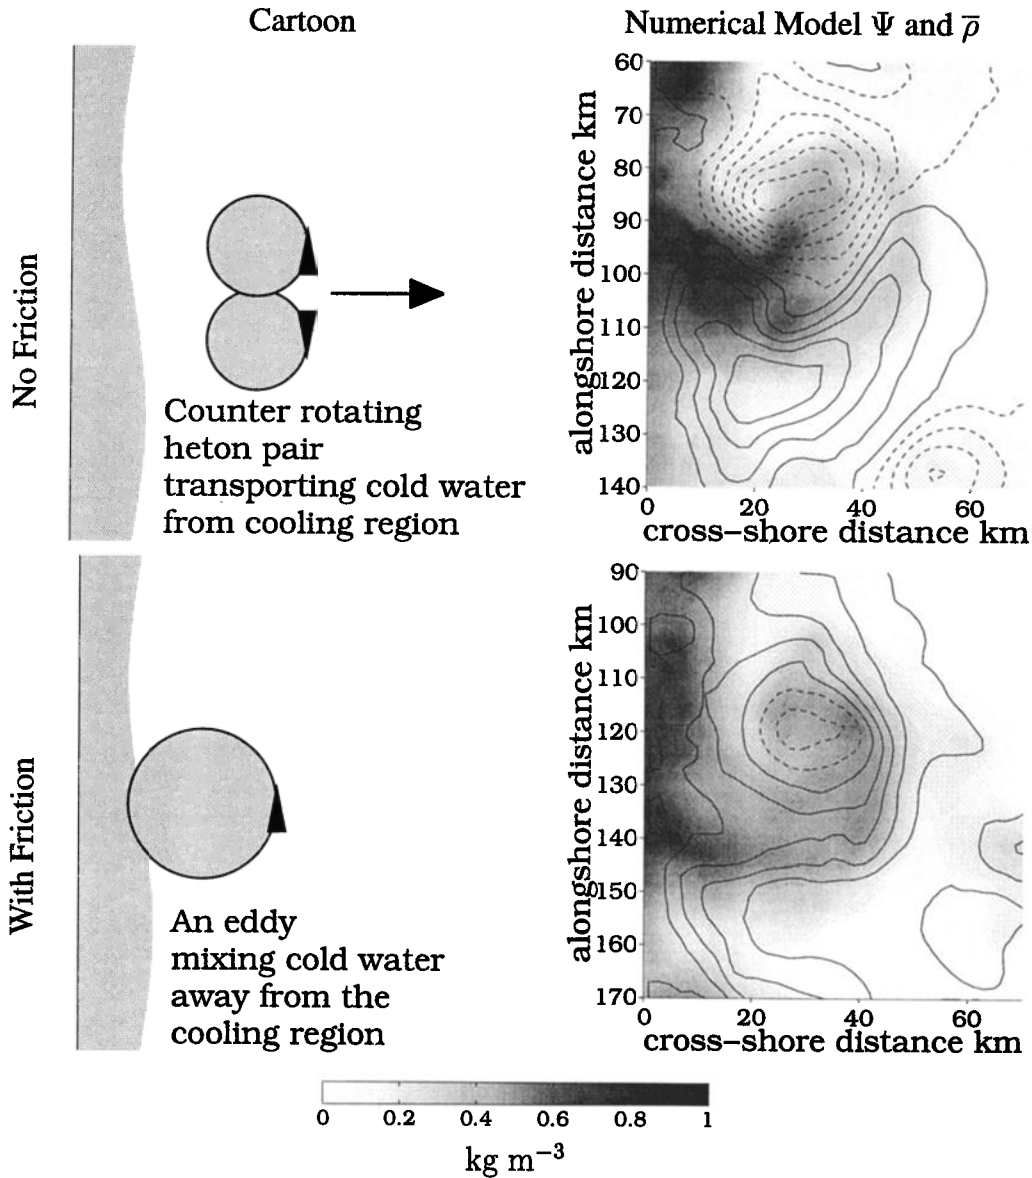 Cartoon
Numerical Model Ψ and ρ̅
No Friction
Counter rotating
heton pair
transporting cold water
from cooling region
alongshore distance km
60
70
80
90
100
110
120
130
140
0 20 40 60
cross–shore distance km
With Friction
An eddy
mixing cold water
away from the
cooling region
alongshore distance km
90
100
110
120
130
140
150
160
170
0 20 40 60
cross–shore distance km
0 0.2 0.4 0.6 0.8 1
kg m⁻³